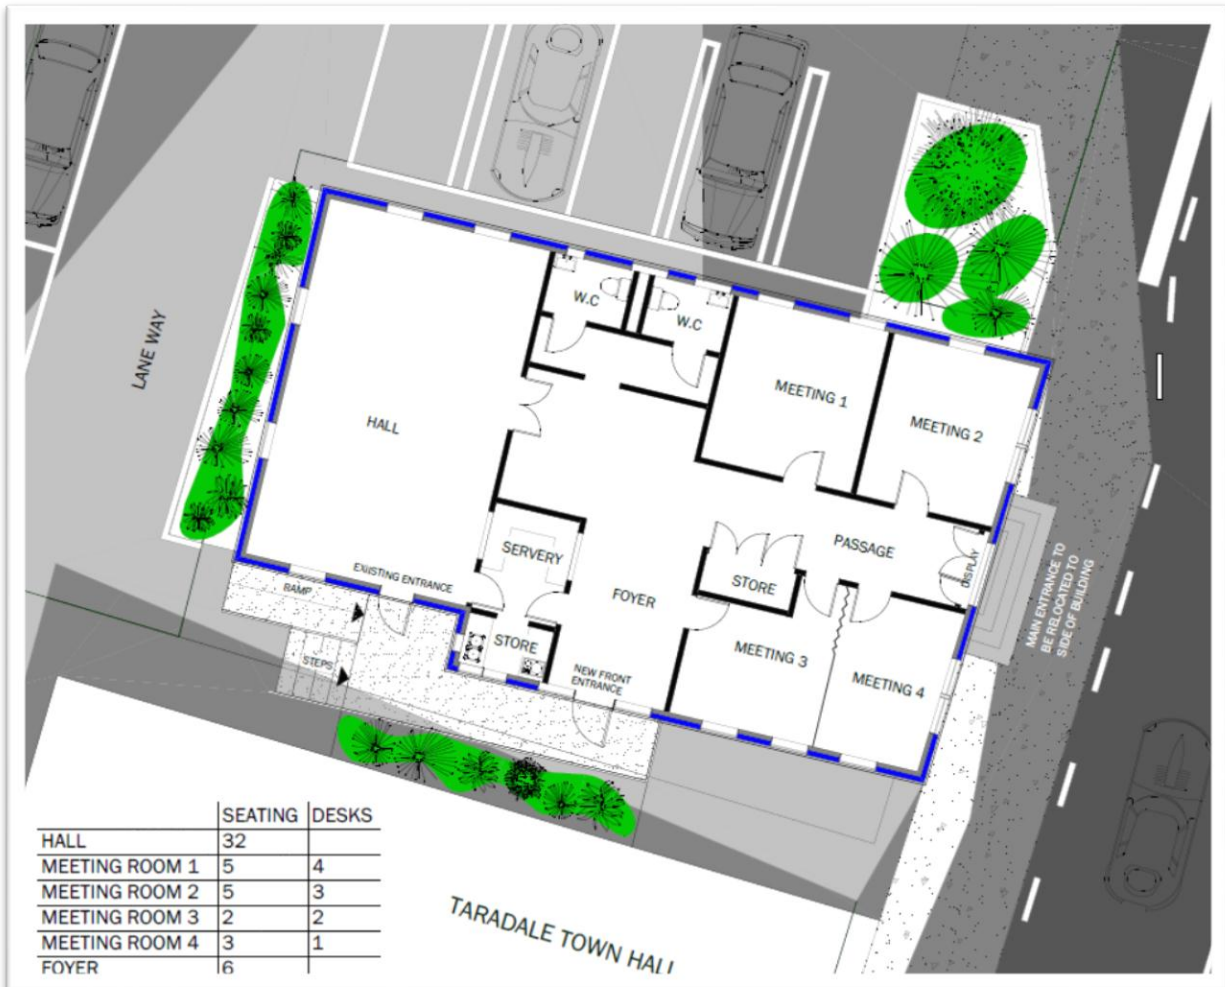 LANE WAY
HALL
W.C
W.C
MEETING 1
MEETING 2
SERVERY
EXISTING ENTRANCE
RAMP
STEPS
STORE
FOYER
STORE
PASSAGE
DISPLAY
MAIN ENTRANCE TO
BE RELOCATED TO
SIDE OF BUILDING
MEETING 3
MEETING 4
NEW FRONT
ENTRANCE
SEATING DESKS
HALL 32
MEETING ROOM 1 5 4
MEETING ROOM 2 5 3
MEETING ROOM 3 2 2
MEETING ROOM 4 3 1
FOYER 6
TARADALE TOWN HALL